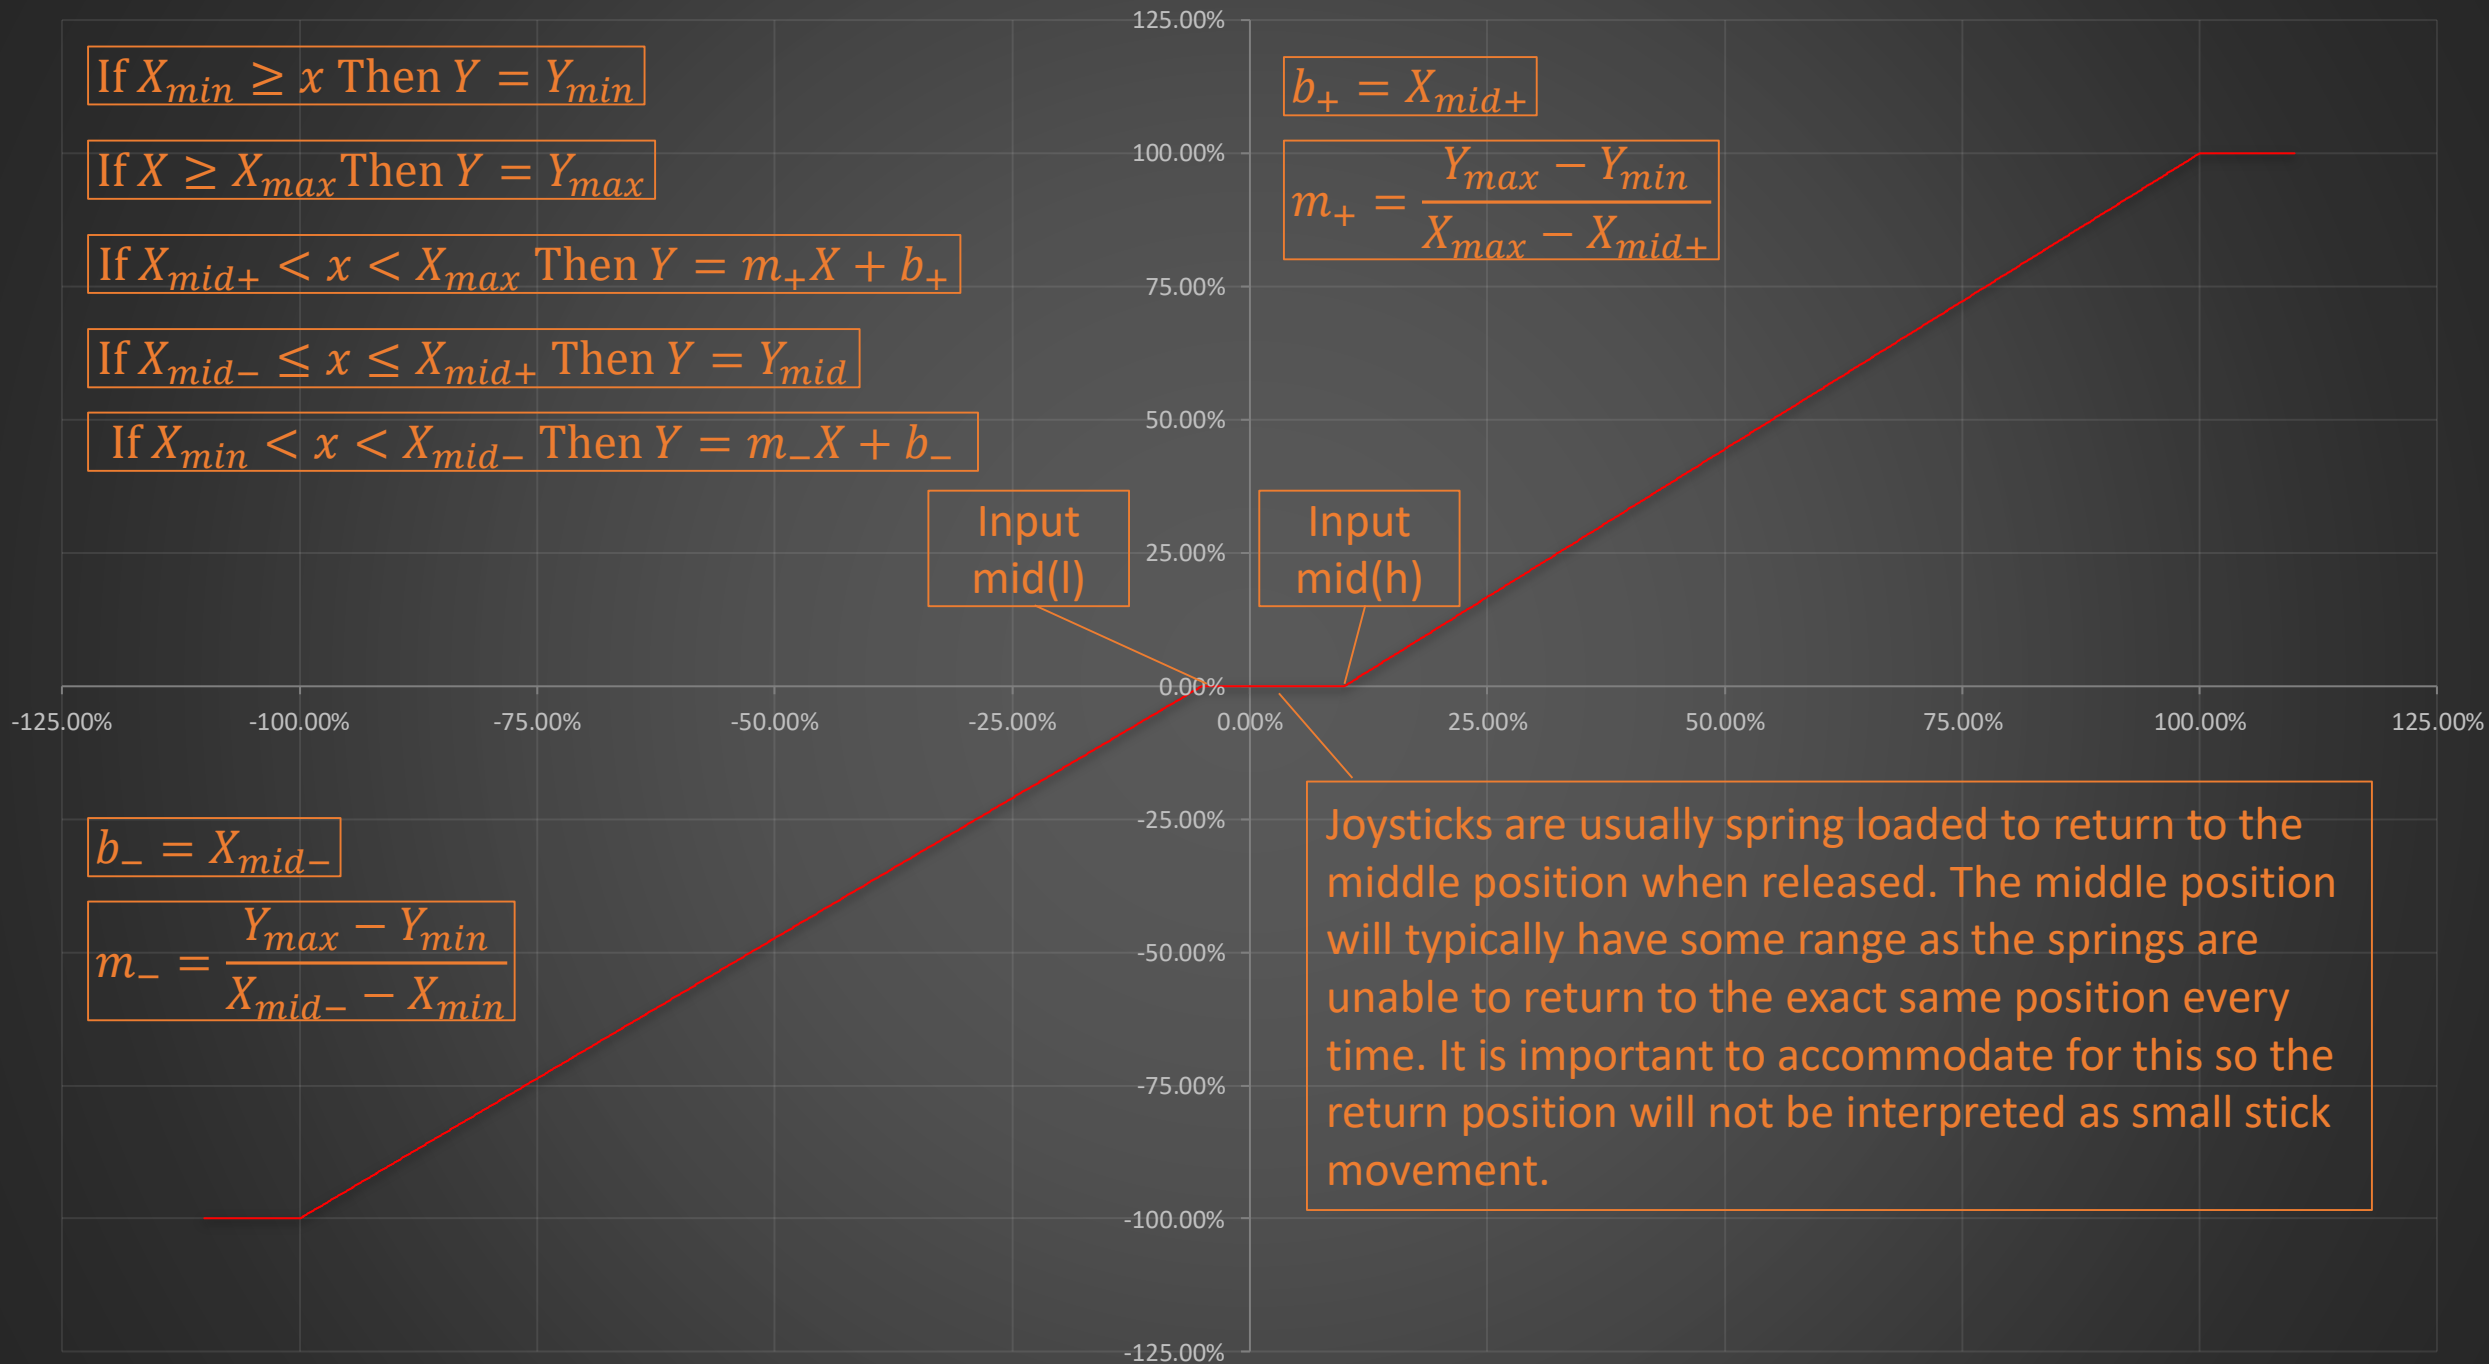 If X_min ≥ x Then Y = Y_min
If X ≥ X_max Then Y = Y_max
If X_mid+ < x < X_max Then Y = m_+X + b_+
If X_mid− ≤ x ≤ X_mid+ Then Y = Y_mid
If X_min < x < X_mid− Then Y = m_−X + b_−
b_+ = X_mid+
m_+ = (Y_max − Y_min) / (X_max − X_mid+)
125.00%
100.00%
75.00%
50.00%
25.00%
0.00%
-25.00%
-50.00%
-75.00%
-100.00%
-125.00%
Input
mid(l)
Input
mid(h)
-125.00% -100.00% -75.00% -50.00% -25.00% 0.00% 25.00% 50.00% 75.00% 100.00% 125.00%
b_− = X_mid−
m_− = (Y_max − Y_min) / (X_mid− − X_min)
Joysticks are usually spring loaded to return to the
middle position when released. The middle position
will typically have some range as the springs are
unable to return to the exact same position every
time. It is important to accommodate for this so the
return position will not be interpreted as small stick
movement.